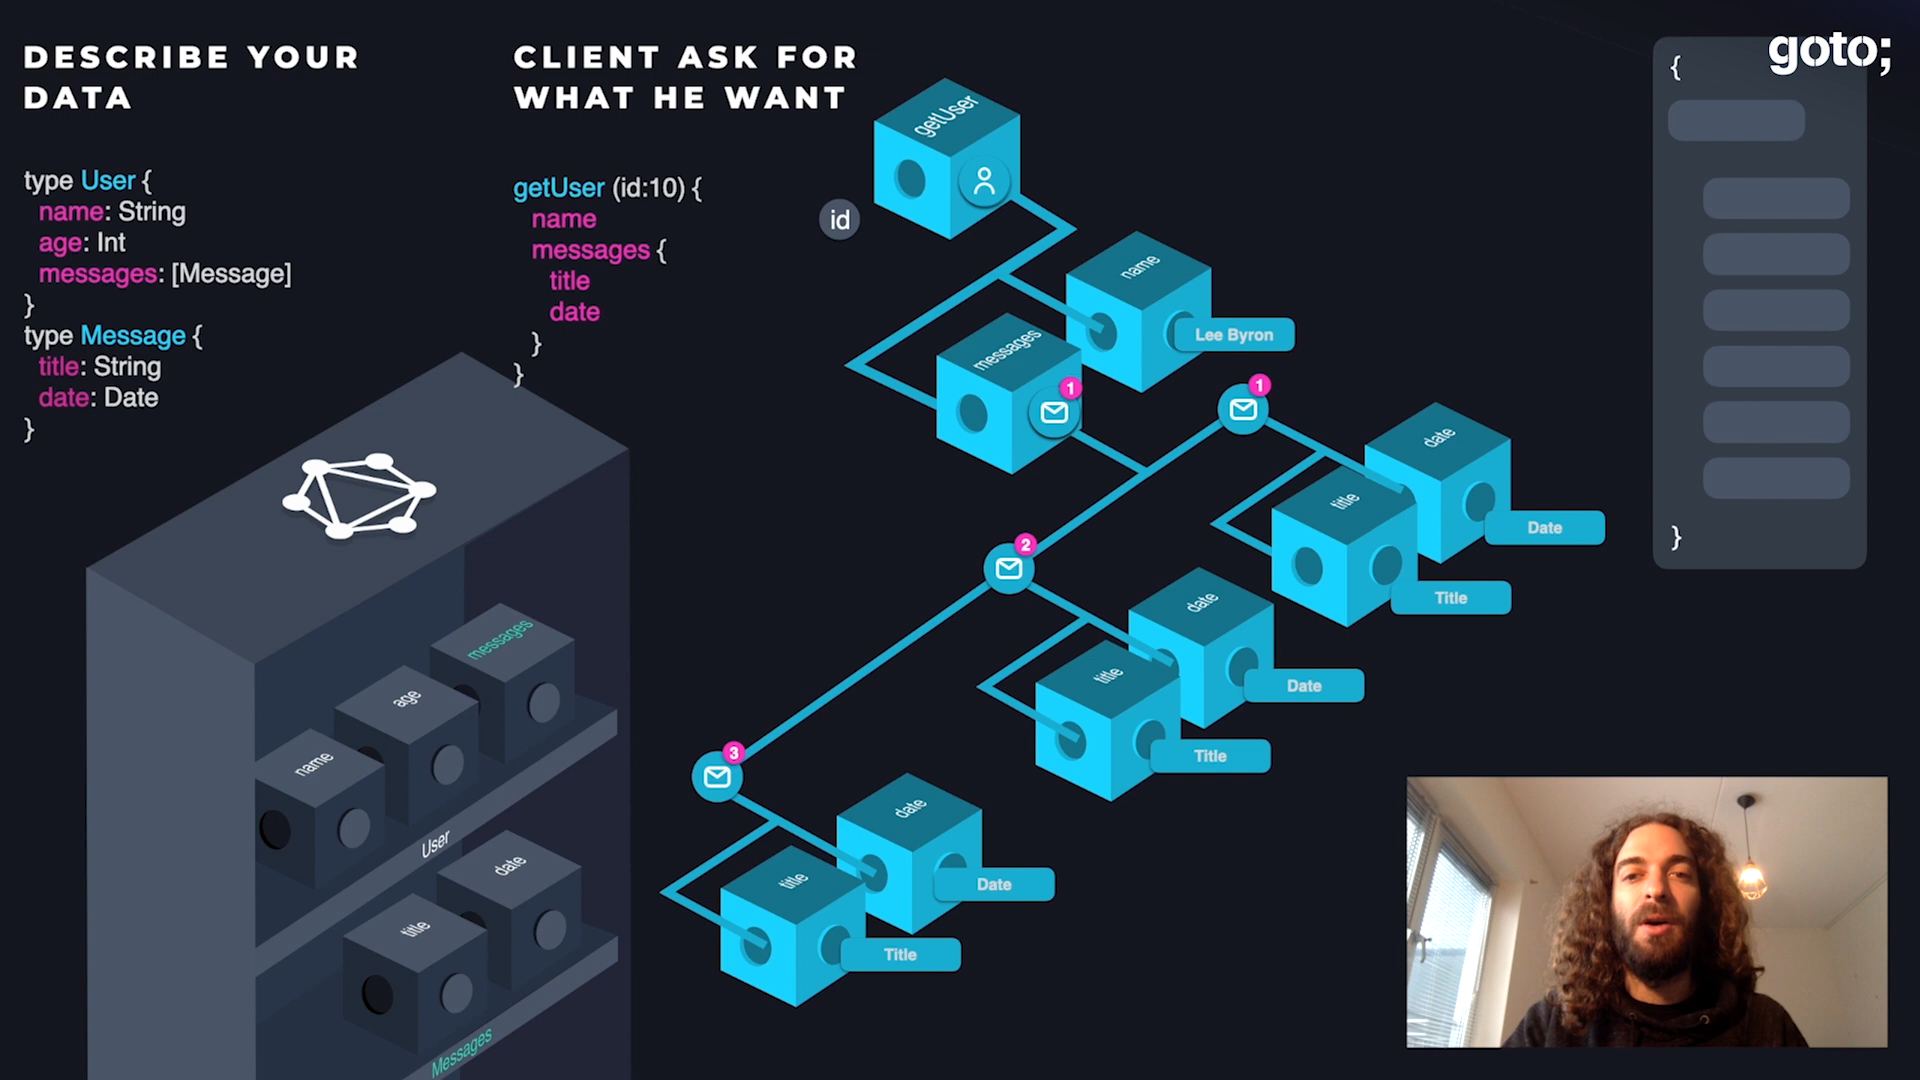 DESCRIBE YOUR
DATA
type User {
name: String
age: Int
messages: [Message]
}
type Message {
title: String
date: Date
}
CLIENT ASK FOR
WHAT HE WANT
getUser (id:10) {
name
messages {
title
date
}
}
id
getUser
name
Lee Byron
messages
1
1
date
Date
title
Title
2
date
Date
title
Title
3
date
Date
title
Title
messages
age
name
User
date
title
Messages
goto;
{
}